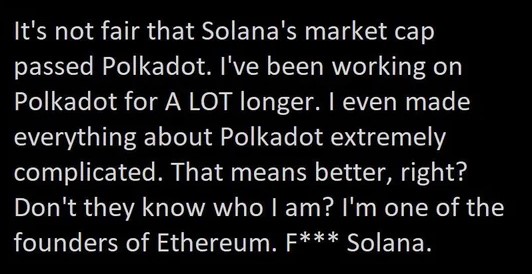 It's not fair that Solana's market cap
passed Polkadot. I've been working on
Polkadot for A LOT longer. I even made
everything about Polkadot extremely
complicated. That means better, right?
Don't they know who I am? I'm one of the
founders of Ethereum. F*** Solana.